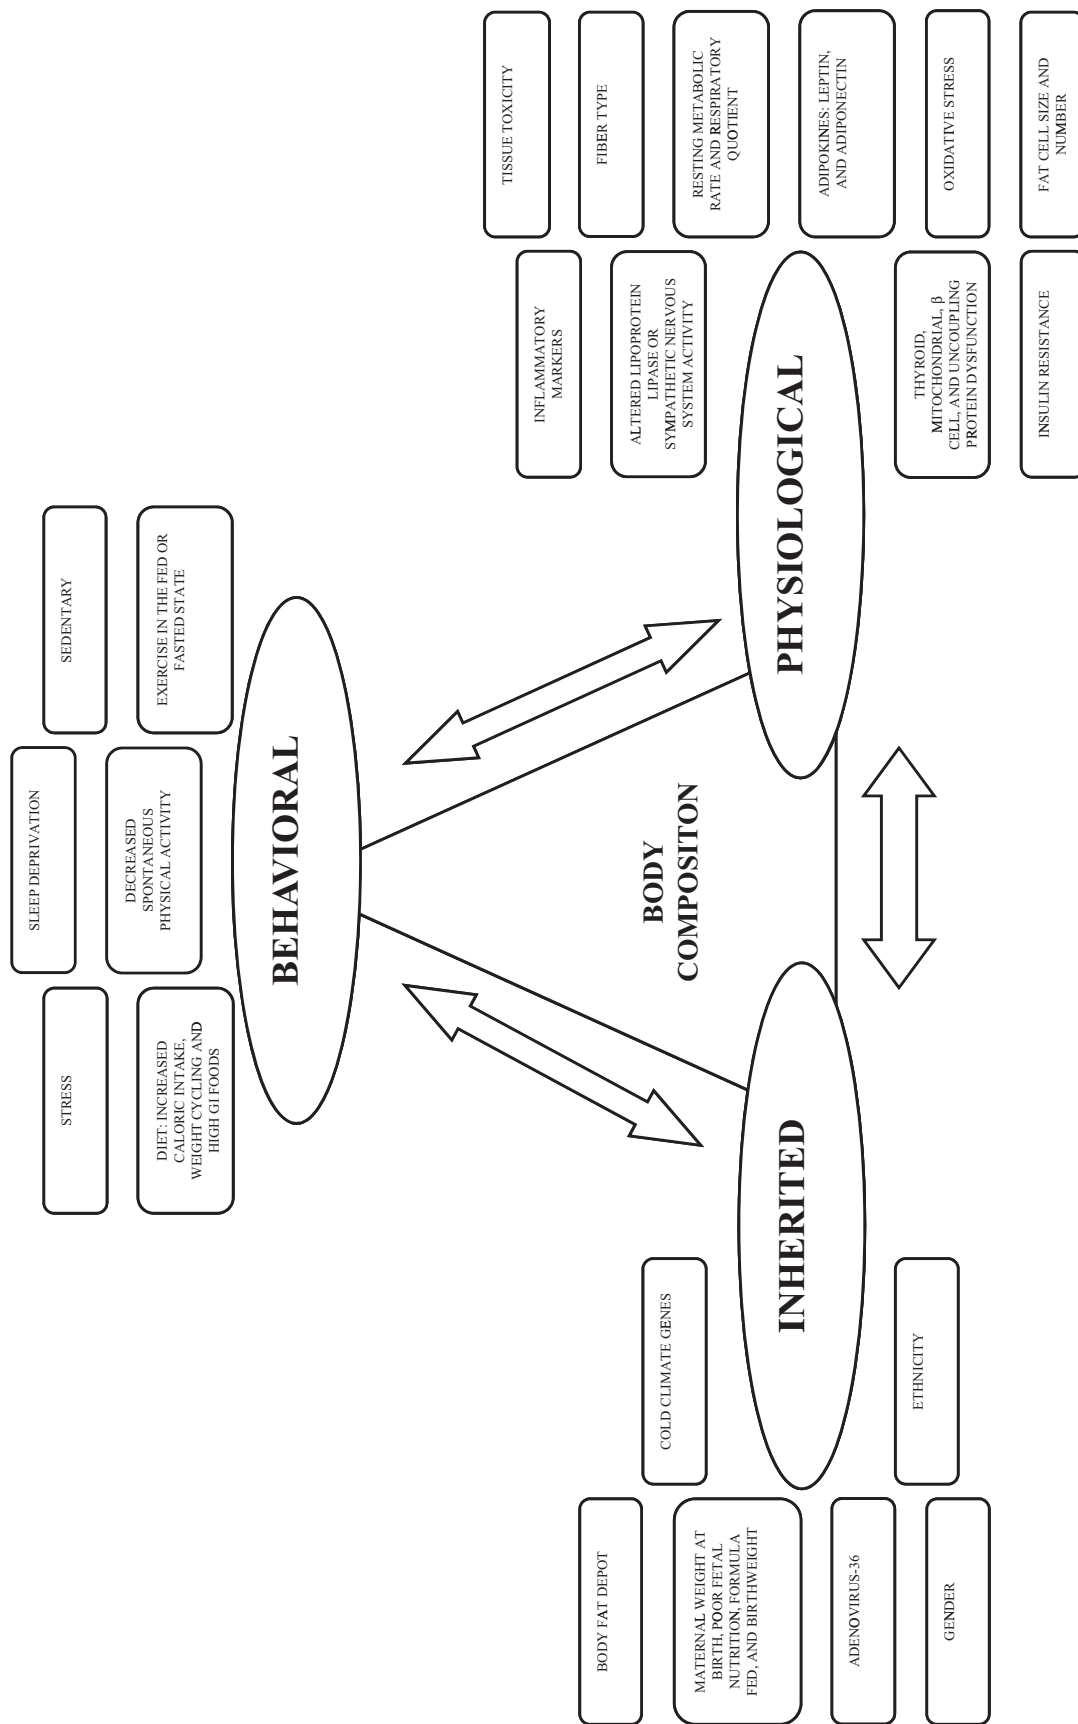 STRESS
SLEEP DEPRIVATION
SEDENTARY
DIET: INCREASED
CALORIC INTAKE,
WEIGHT CYCLING AND
HIGH GI FOODS
DECREASED
SPONTANEOUS
PHYSICAL ACTIVITY
EXERCISE IN THE FED OR
FASTED STATE
BEHAVIORAL
BODY
COMPOSITON
INHERITED
COLD CLIMATE GENES
BODY FAT DEPOT
MATERNAL WEIGHT AT
BIRTH, POOR FETAL
NUTRITION, FORMULA
FED, AND BIRTHWEIGHT
ADENOVIRUS-36
ETHNICITY
GENDER
PHYSIOLOGICAL
INFLAMMATORY
MARKERS
TISSUE TOXICITY
ALTERED LIPOPROTEIN
LIPASE OR
SYMPATHETIC NERVOUS
SYSTEM ACTIVITY
FIBER TYPE
RESTING METABOLIC
RATE AND RESPIRATORY
QUOTIENT
ADIPOKINES: LEPTIN,
AND ADIPONECTIN
THYROID,
MITOCHONDRIAL, β
CELL, AND UNCOUPLING
PROTEIN DYSFUNCTION
OXIDATIVE STRESS
INSULIN RESISTANCE
FAT CELL SIZE AND
NUMBER